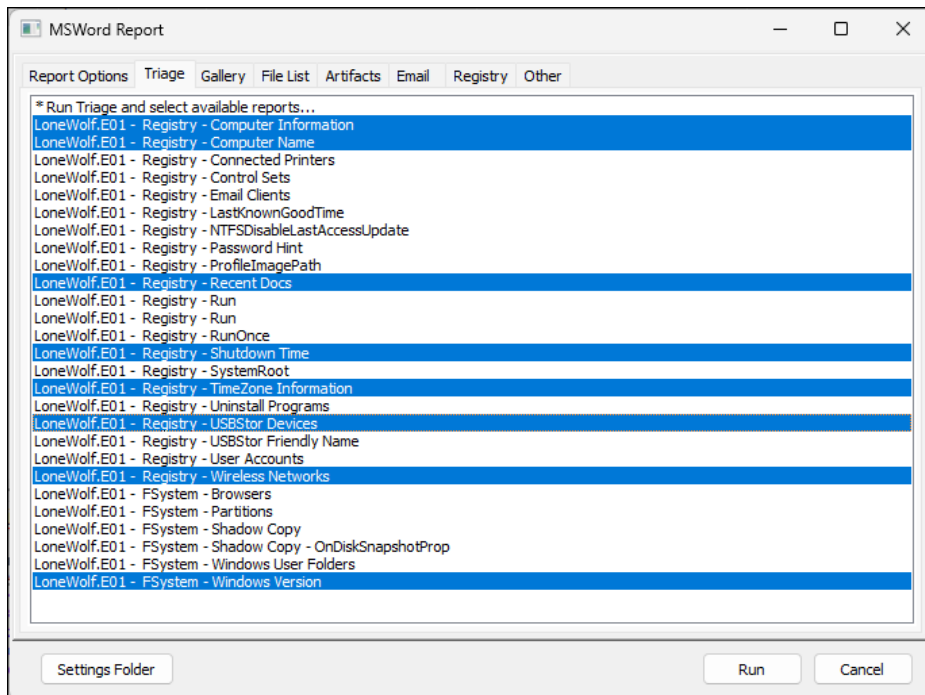 MSWord Report
Report Options Triage Gallery File List Artifacts Email Registry Other
* Run Triage and select available reports...
LoneWolf.E01 - Registry - Computer Information
LoneWolf.E01 - Registry - Computer Name
LoneWolf.E01 - Registry - Connected Printers
LoneWolf.E01 - Registry - Control Sets
LoneWolf.E01 - Registry - Email Clients
LoneWolf.E01 - Registry - LastKnownGoodTime
LoneWolf.E01 - Registry - NTFSDisableLastAccessUpdate
LoneWolf.E01 - Registry - Password Hint
LoneWolf.E01 - Registry - ProfileImagePath
LoneWolf.E01 - Registry - Recent Docs
LoneWolf.E01 - Registry - Run
LoneWolf.E01 - Registry - Run
LoneWolf.E01 - Registry - RunOnce
LoneWolf.E01 - Registry - Shutdown Time
LoneWolf.E01 - Registry - SystemRoot
LoneWolf.E01 - Registry - TimeZone Information
LoneWolf.E01 - Registry - Uninstall Programs
LoneWolf.E01 - Registry - USBStor Devices
LoneWolf.E01 - Registry - USBStor Friendly Name
LoneWolf.E01 - Registry - User Accounts
LoneWolf.E01 - Registry - Wireless Networks
LoneWolf.E01 - FSystem - Browsers
LoneWolf.E01 - FSystem - Partitions
LoneWolf.E01 - FSystem - Shadow Copy
LoneWolf.E01 - FSystem - Shadow Copy - OnDiskSnapshotProp
LoneWolf.E01 - FSystem - Windows User Folders
LoneWolf.E01 - FSystem - Windows Version
Settings Folder Run Cancel